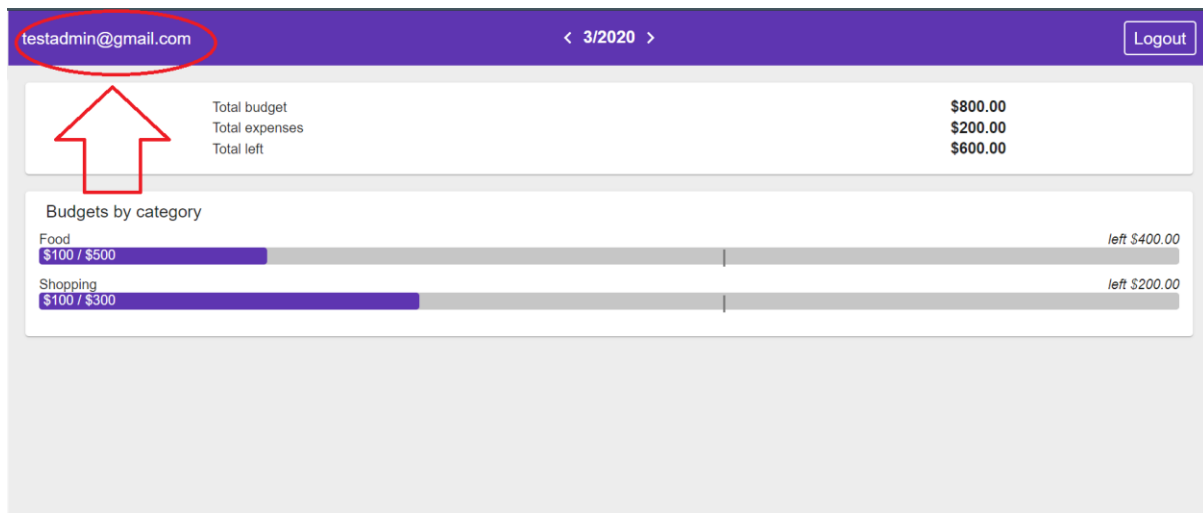 testadmin@gmail.com < 3/2020 > Logout
Total budget $800.00
Total expenses $200.00
Total left $600.00
Budgets by category
Food left $400.00
$100 / $500
Shopping left $200.00
$100 / $300